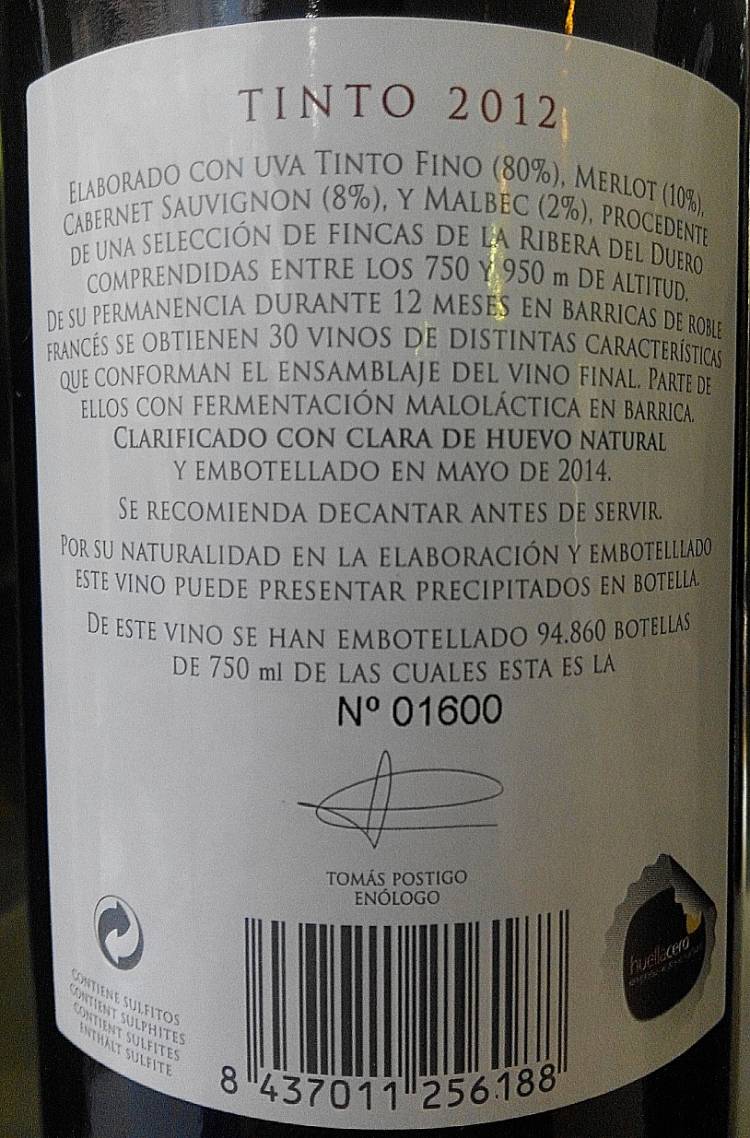 TINTO 2012
ELABORADO CON UVA TINTO FINO (80%), MERLOT (10%),
CABERNET SAUVIGNON (8%), Y MALBEC (2%), PROCEDENTE
DE UNA SELECCIÓN DE FINCAS DE LA RIBERA DEL DUERO
COMPRENDIDAS ENTRE LOS 750 Y 950 m DE ALTITUD.
DE SU PERMANENCIA DURANTE 12 MESES EN BARRICAS DE ROBLE
FRANCÉS SE OBTIENEN 30 VINOS DE DISTINTAS CARACTERÍSTICAS
QUE CONFORMAN EL ENSAMBLAJE DEL VINO FINAL. PARTE DE
ELLOS CON FERMENTACIÓN MALOLÁCTICA EN BARRICA.
CLARIFICADO CON CLARA DE HUEVO NATURAL
Y EMBOTELLADO EN MAYO DE 2014.
SE RECOMIENDA DECANTAR ANTES DE SERVIR.
POR SU NATURALIDAD EN LA ELABORACIÓN Y EMBOTELLLADO
ESTE VINO PUEDE PRESENTAR PRECIPITADOS EN BOTELLA.
DE ESTE VINO SE HAN EMBOTELLADO 94.860 BOTELLAS
DE 750 ml DE LAS CUALES ESTA ES LA
Nº 01600
TOMÁS POSTIGO
ENÓLOGO
huellacero
CONTIENE SULFITOS
CONTIENT SULPHITES
CONTIENT SULFITES
ENTHÄLT SULFITE
8 437011 256188